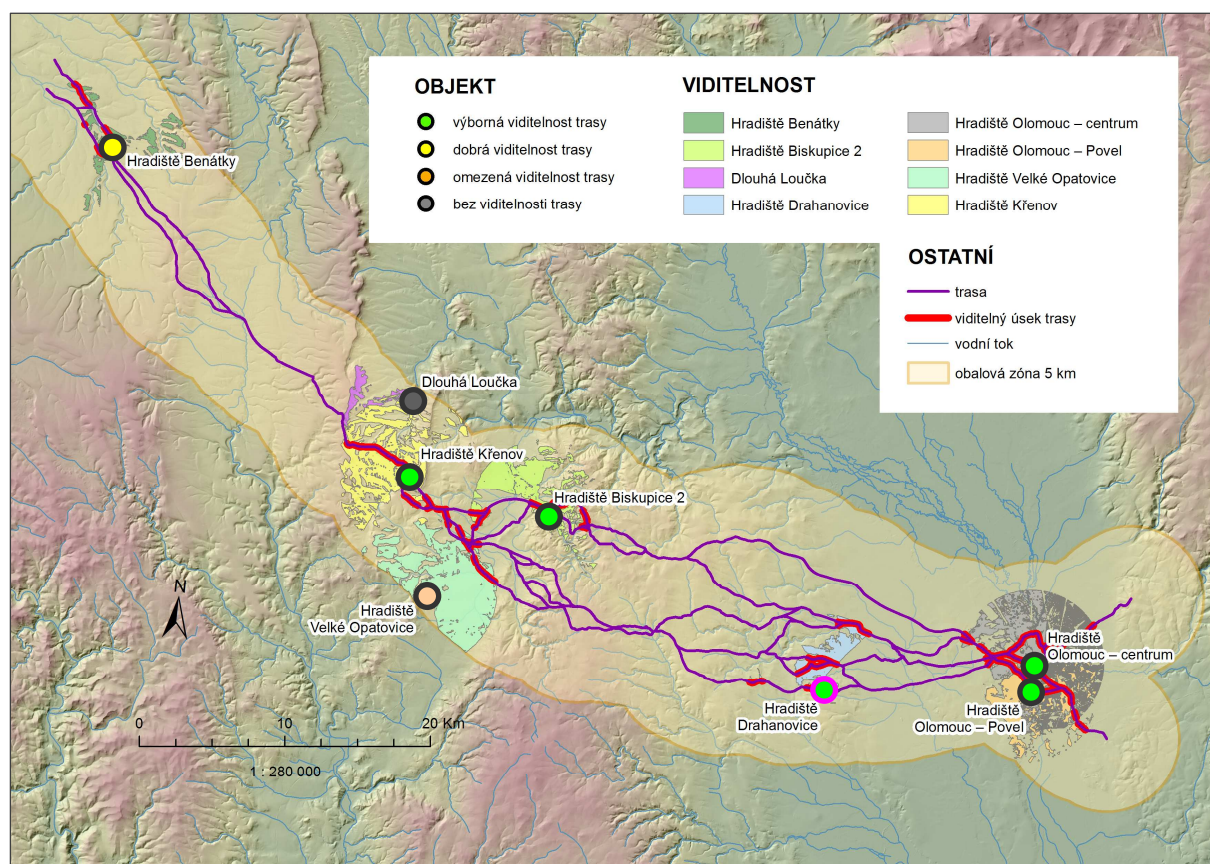 OBJEKT
výborná viditelnost trasy
dobrá viditelnost trasy
omezená viditelnost trasy
bez viditelnosti trasy
VIDITELNOST
Hradiště Benátky
Hradiště Biskupice 2
Dlouhá Loučka
Hradiště Drahanovice
Hradiště Olomouc – centrum
Hradiště Olomouc – Povel
Hradiště Velké Opatovice
Hradiště Křenov
OSTATNÍ
trasa
viditelný úsek trasy
vodní tok
obalová zóna 5 km
Hradiště Benátky
Dlouhá Loučka
Hradiště Křenov
Hradiště Biskupice 2
Hradiště
Velké Opatovice
Hradiště
Olomouc – centrum
Hradiště
Drahanovice
Hradiště
Olomouc – Povel
N
0 10 20 Km
1 : 280 000